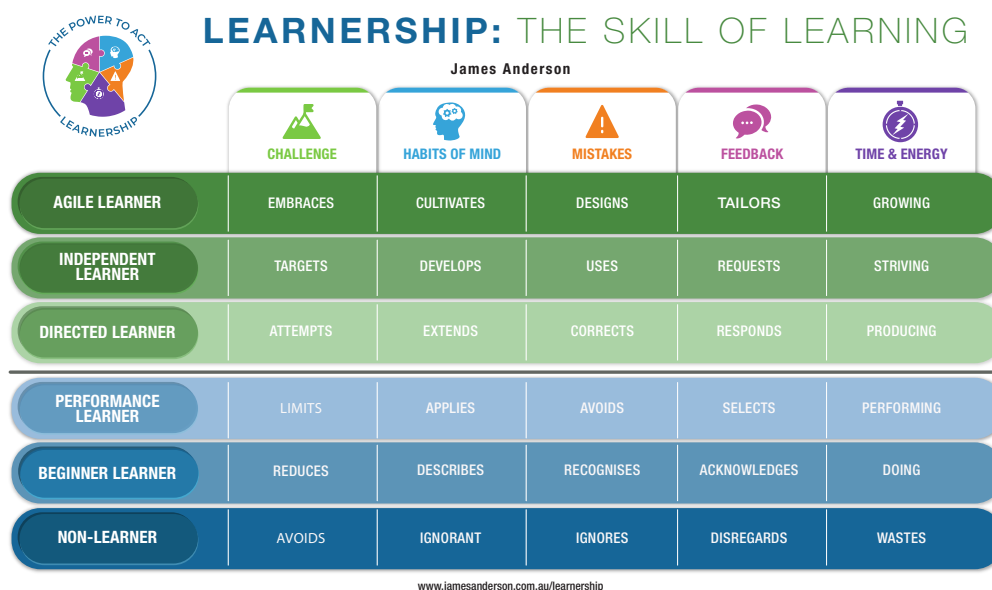 THE POWER TO ACT
LEARNERSHIP
LEARNERSHIP: THE SKILL OF LEARNING
James Anderson
CHALLENGE HABITS OF MIND MISTAKES FEEDBACK TIME & ENERGY
AGILE LEARNER EMBRACES CULTIVATES DESIGNS TAILORS GROWING
INDEPENDENT
LEARNER TARGETS DEVELOPS USES REQUESTS STRIVING
DIRECTED LEARNER ATTEMPTS EXTENDS CORRECTS RESPONDS PRODUCING
PERFORMANCE
LEARNER LIMITS APPLIES AVOIDS SELECTS PERFORMING
BEGINNER LEARNER REDUCES DESCRIBES RECOGNISES ACKNOWLEDGES DOING
NON-LEARNER AVOIDS IGNORANT IGNORES DISREGARDS WASTES
www.jamesanderson.com.au/learnership